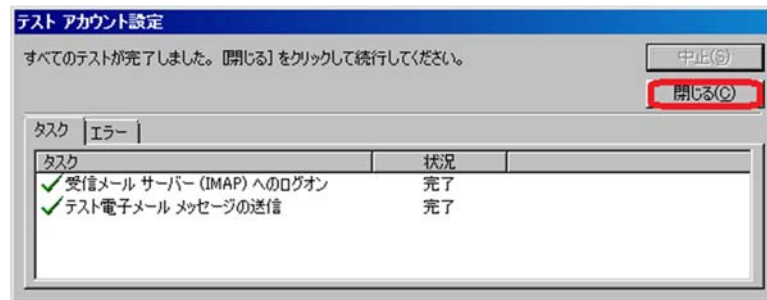 テスト アカウント設定
すべてのテストが完了しました。[閉じる] をクリックして続行してください。
中止(S)
閉じる(C)
タスク エラー
タスク 状況
受信メール サーバー (IMAP) へのログオン 完了
テスト電子メール メッセージの送信 完了